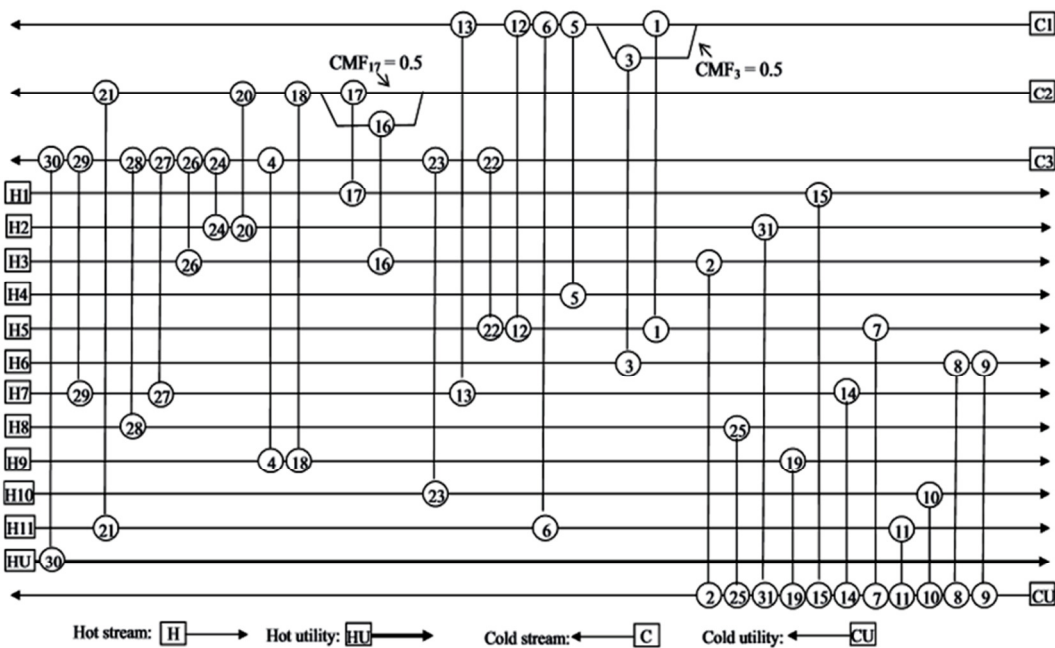 13 12 6 5 1 C1
3 CMF₃ = 0.5
CMF₁₇ = 0.5
21 20 18 17 C2
16
30 29 28 27 26 24 4 23 22 C3
H1 17 15
H2 24 20 31
H3 26 16 2
H4 5
H5 22 12 1 7
H6 3 8 9
H7 29 27 13 14
H8 28 25
H9 4 18 19
H10 23 10
H11 21 6 11
HU 30
2 25 31 19 15 14 7 11 10 8 9 CU
Hot stream: H Hot utility: HU Cold stream: C Cold utility: CU